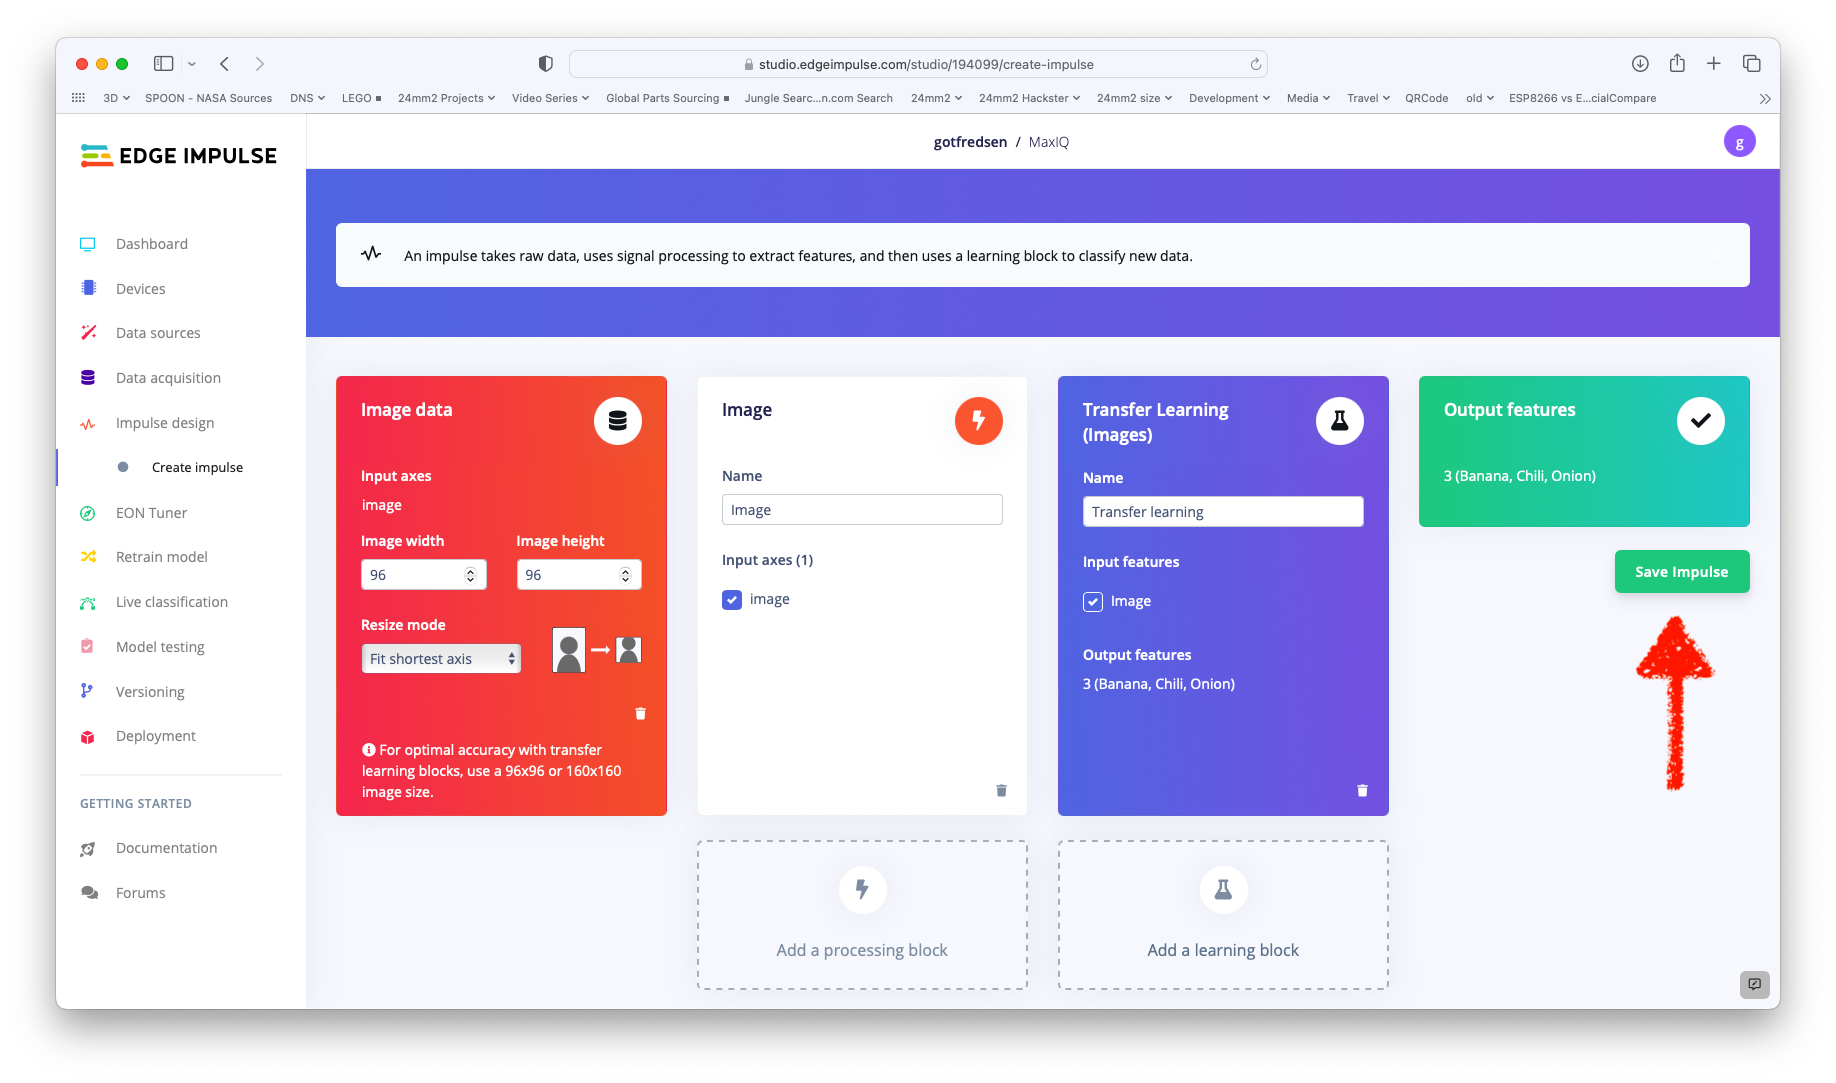 studio.edgeimpulse.com/studio/194099/create-impulse
3D SPOON - NASA Sources DNS LEGO 24mm2 Projects Video Series Global Parts Sourcing Jungle Searc...n.com Search 24mm2 24mm2 Hackster 24mm2 size Development Media Travel QRCode old ESP8266 vs E...cialCompare
EDGE IMPULSE
gotfredsen / MaxIQ
g
Dashboard
Devices
Data sources
Data acquisition
Impulse design
Create impulse
EON Tuner
Retrain model
Live classification
Model testing
Versioning
Deployment
GETTING STARTED
Documentation
Forums
An impulse takes raw data, uses signal processing to extract features, and then uses a learning block to classify new data.
Image data
Input axes
image
Image width Image height
96 96
Resize mode
Fit shortest axis
For optimal accuracy with transfer
learning blocks, use a 96x96 or 160x160
image size.
Image
Name
Image
Input axes (1)
image
Transfer Learning
(Images)
Name
Transfer learning
Input features
Image
Output features
3 (Banana, Chili, Onion)
Output features
3 (Banana, Chili, Onion)
Save Impulse
Add a processing block
Add a learning block